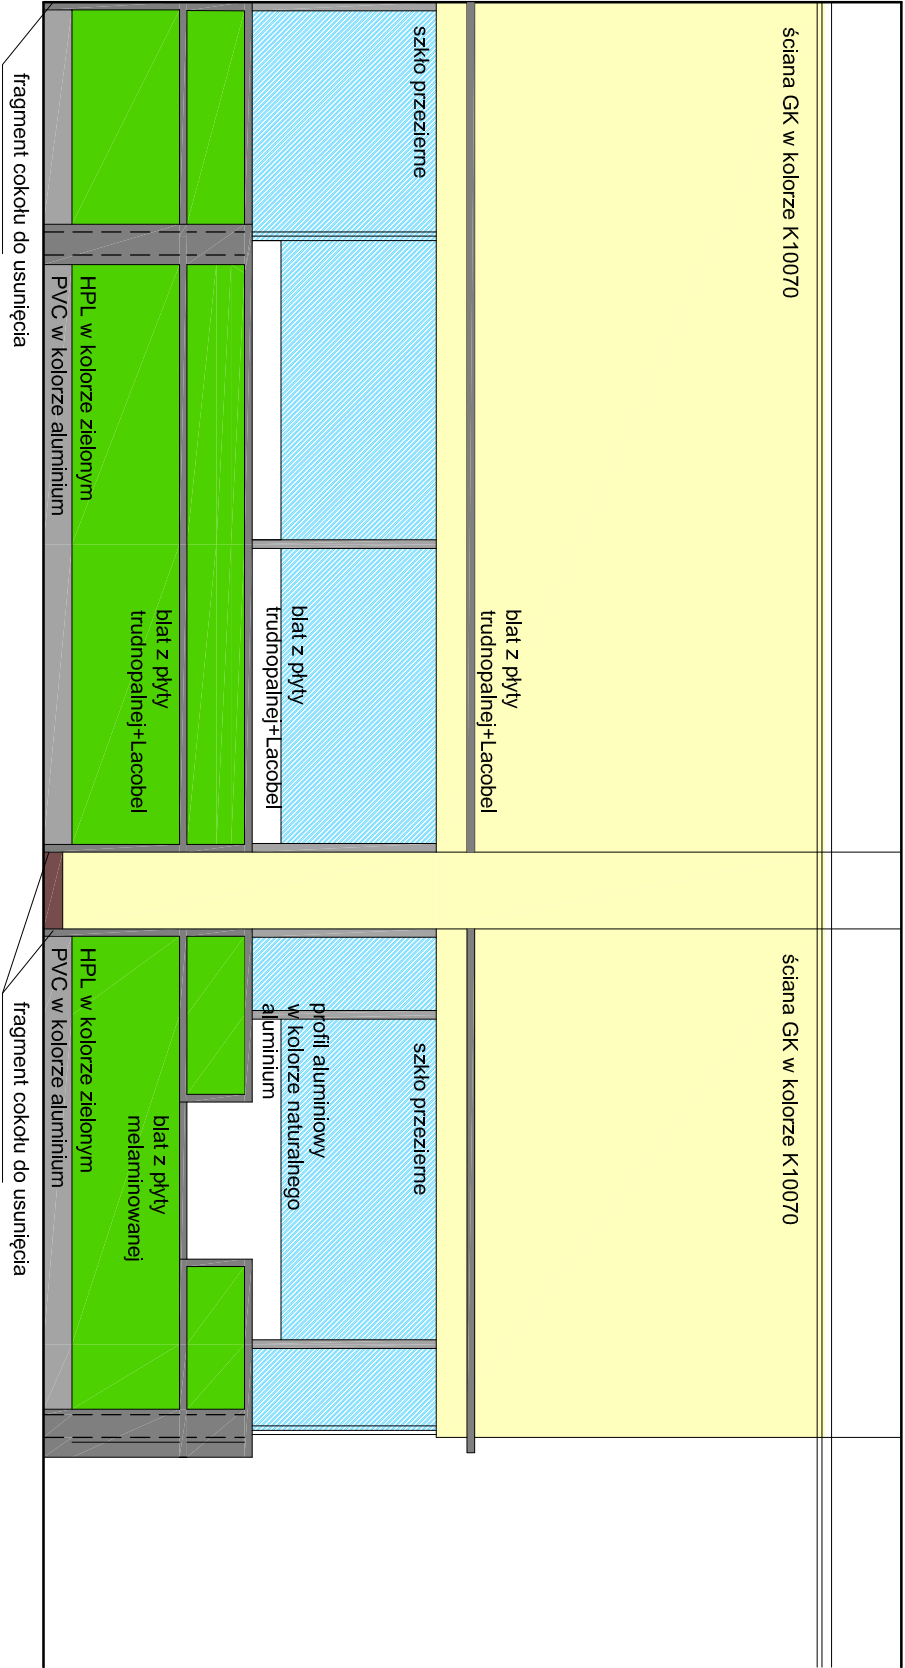 ściana GK w kolorze K10070
ściana GK w kolorze K10070
blat z płyty
trudnopalnej+Lacobel
szkło przezierne
szkło przezierne
blat z płyty
trudnopalnej+Lacobel
profil aluminiowy
w kolorze naturalnego
aluminium
blat z płyty
trudnopalnej+Lacobel
blat z płyty
melaminowanej
HPL w kolorze zielonym
PVC w kolorze aluminium
HPL w kolorze zielonym
PVC w kolorze aluminium
fragment cokołu do usunięcia
fragment cokołu do usunięcia